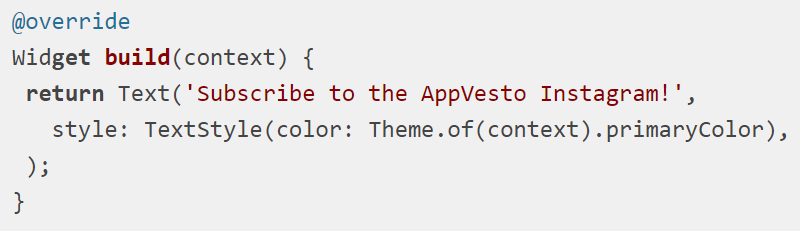 @override
Widget build(context) {
 return Text('Subscribe to the AppVesto Instagram!',
   style: TextStyle(color: Theme.of(context).primaryColor),
 );
}